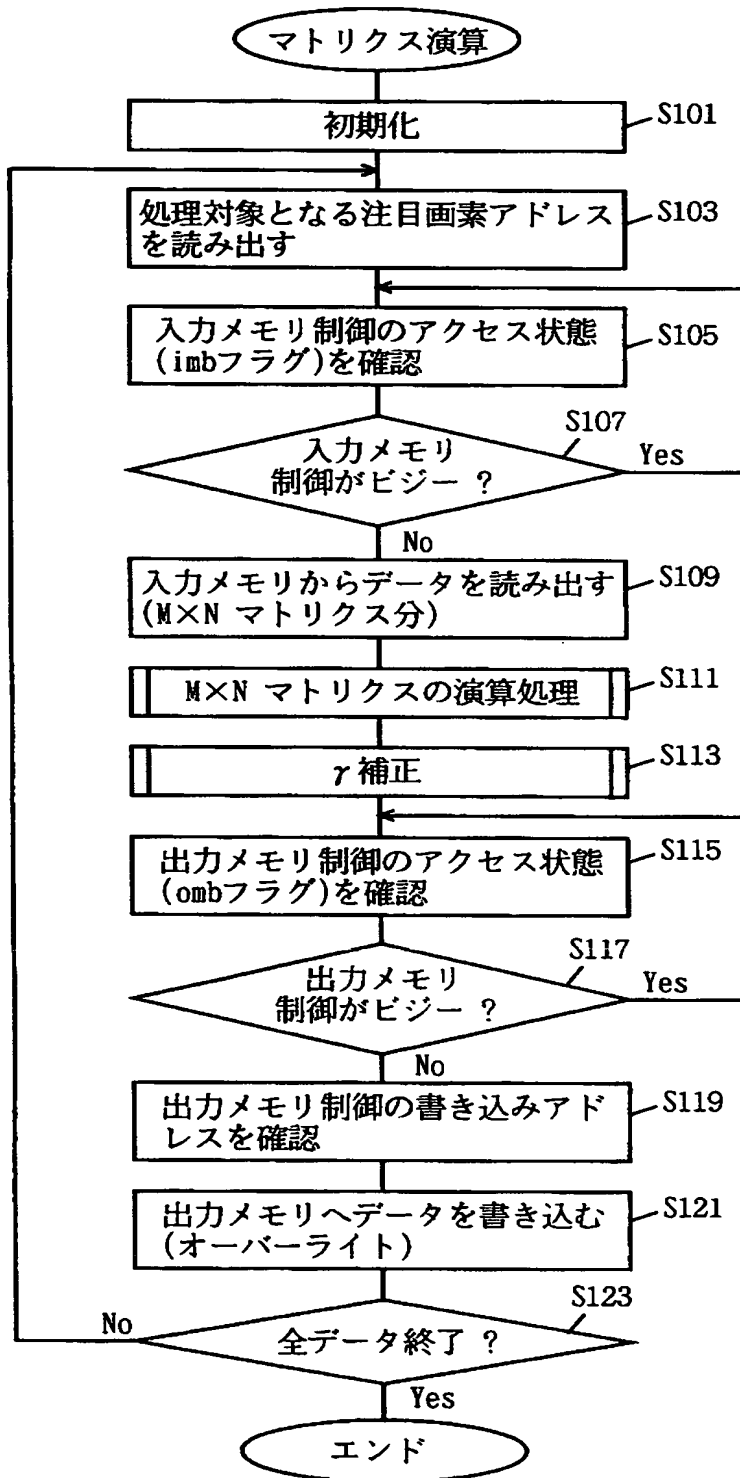 マトリクス演算
初期化
S101
処理対象となる注目画素アドレス
を読み出す
S103
入力メモリ制御のアクセス状態
(imbフラグ)を確認
S105
S107
入力メモリ
制御がビジー ?
Yes
No
入力メモリからデータを読み出す
(M×N マトリクス分)
S109
M×N マトリクスの演算処理
S111
γ補正
S113
出力メモリ制御のアクセス状態
(ombフラグ)を確認
S115
S117
出力メモリ
制御がビジー ?
Yes
No
出力メモリ制御の書き込みアド
レスを確認
S119
出力メモリへデータを書き込む
(オーバーライト)
S121
S123
No
全データ終了 ?
Yes
エンド